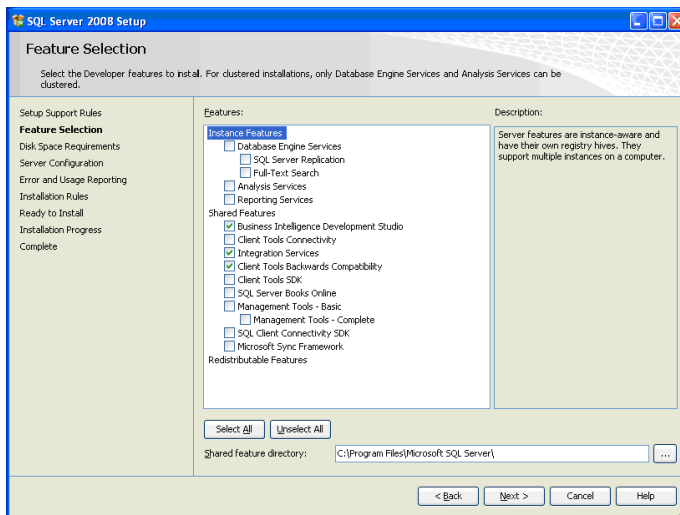 SQL Server 2008 Setup
Feature Selection
Select the Developer features to install. For clustered installations, only Database Engine Services and Analysis Services can be
clustered.
Setup Support Rules
Feature Selection
Disk Space Requirements
Server Configuration
Error and Usage Reporting
Installation Rules
Ready to Install
Installation Progress
Complete
Features:
Instance Features
Database Engine Services
SQL Server Replication
Full-Text Search
Analysis Services
Reporting Services
Shared Features
Business Intelligence Development Studio
Client Tools Connectivity
Integration Services
Client Tools Backwards Compatibility
Client Tools SDK
SQL Server Books Online
Management Tools - Basic
Management Tools - Complete
SQL Client Connectivity SDK
Microsoft Sync Framework
Redistributable Features
Description:
Server features are instance-aware and
have their own registry hives. They
support multiple instances on a computer.
Select All
Unselect All
Shared feature directory:
C:\Program Files\Microsoft SQL Server\
...
< Back
Next >
Cancel
Help